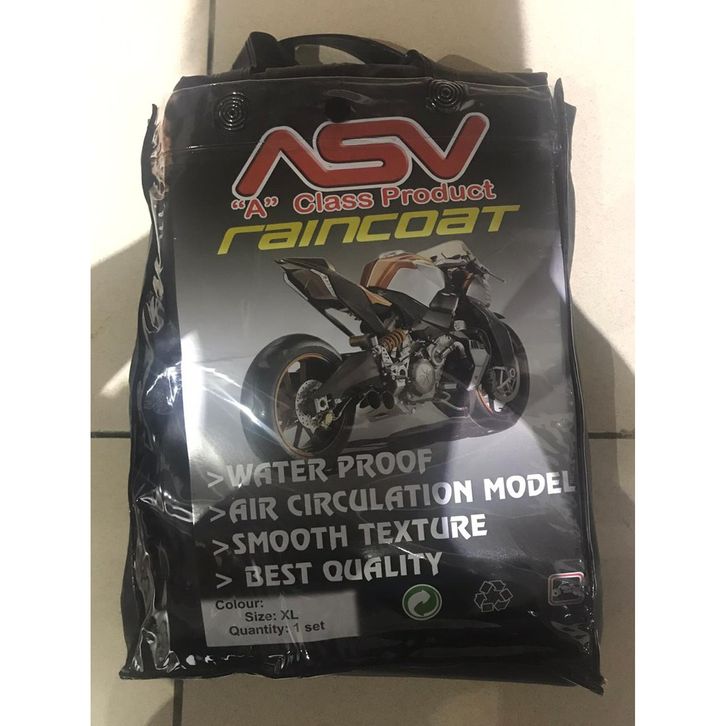 ASV
"A" Class Product
raincoat
>WATER PROOF
>AIR CIRCULATION MODEL
>SMOOTH TEXTURE
> BEST QUALITY
Colour:
Size: XL
Quantity: 1 set